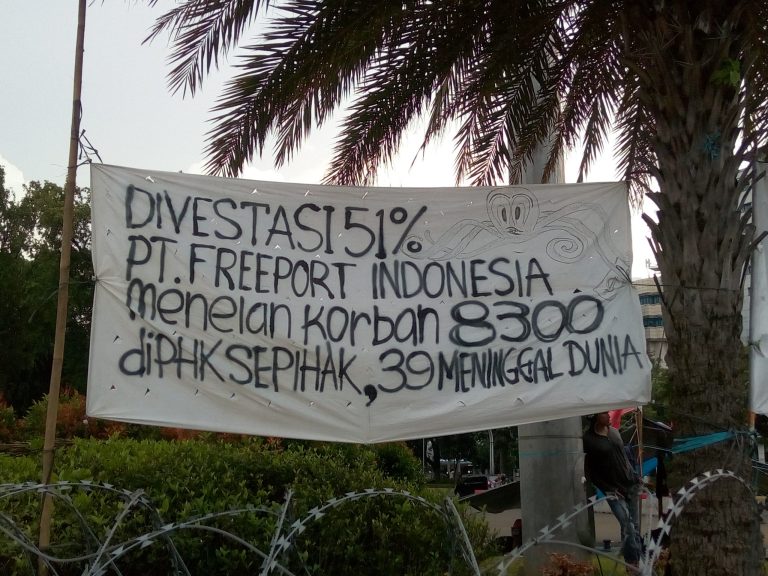 DIVESTASI 51%
PT. FREEPORT INDONESIA
menelan korban 8300
diPHK SEPIHAK, 39 MENINGGAL DUNIA